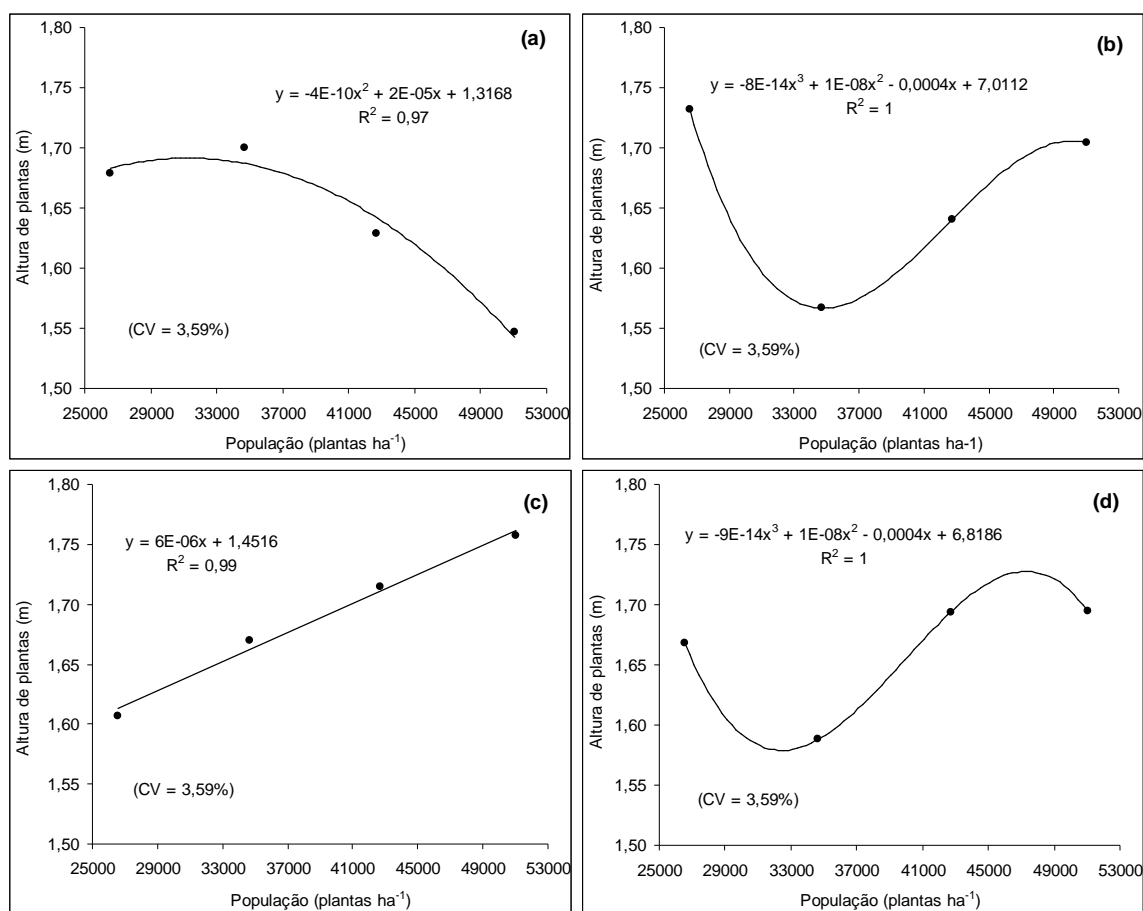 (a)
y = -4E-10x² + 2E-05x + 1,3168
R² = 0,97
(CV = 3,59%)
Altura de plantas (m)
1,80
1,75
1,70
1,65
1,60
1,55
1,50
25000 29000 33000 37000 41000 45000 49000 53000
População (plantas ha⁻¹)
(b)
y = -8E-14x³ + 1E-08x² - 0,0004x + 7,0112
R² = 1
(CV = 3,59%)
Altura de plantas (m)
1,80
1,75
1,70
1,65
1,60
1,55
1,50
25000 29000 33000 37000 41000 45000 49000 53000
População (plantas ha-1)
(c)
y = 6E-06x + 1,4516
R² = 0,99
(CV = 3,59%)
Altura de plantas (m)
1,80
1,75
1,70
1,65
1,60
1,55
1,50
25000 29000 33000 37000 41000 45000 49000 53000
População (plantas ha⁻¹)
(d)
y = -9E-14x³ + 1E-08x² - 0,0004x + 6,8186
R² = 1
(CV = 3,59%)
Altura de plantas (m)
1,80
1,75
1,70
1,65
1,60
1,55
1,50
25000 29000 33000 37000 41000 45000 49000 53000
População (plantas ha⁻¹)